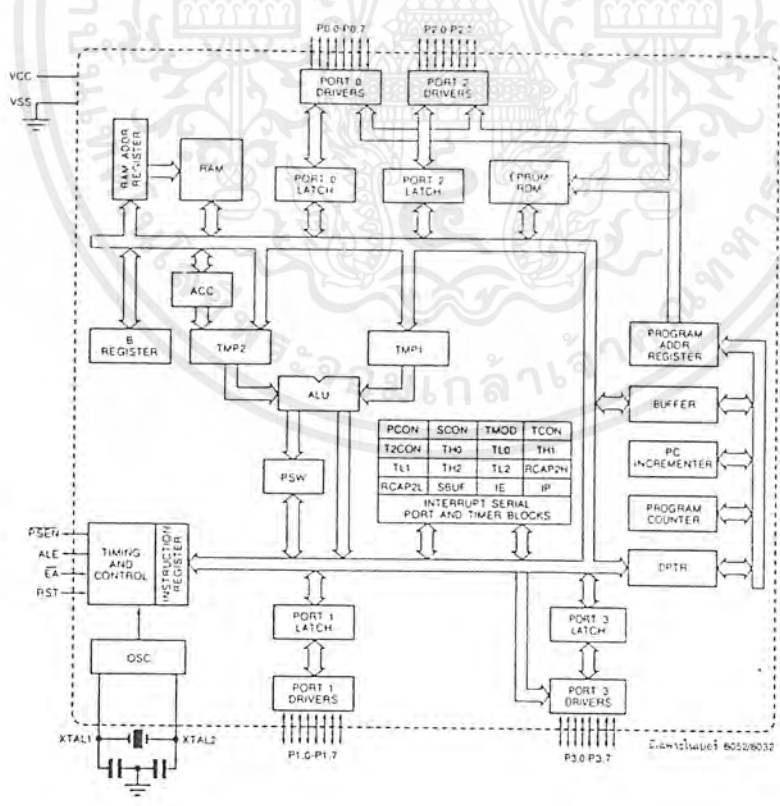 P0.0-P0.7
P2.0-P2.7
VCC
VSS
PORT 0
DRIVERS
PORT 2
DRIVERS
RAM ADDR
REGISTER
RAM
PORT 0
LATCH
PORT 2
LATCH
EPROM
ROM
ACC
B
REGISTER
TMP2
TMP1
ALU
PROGRAM
ADDR
REGISTER
BUFFER
PCON SCON TMOD TCON
T2CON TH0 TL0 TH1
TL1 TH2 TL2 RCAP2H
RCAP2L SBUF IE IP
INTERRUPT SERIAL
PORT AND TIMER BLOCKS
PSW
PC
INCREMENTER
PROGRAM
COUNTER
DPTR
PSEN
ALE
EA
RST
TIMING
AND
CONTROL
INSTRUCTION
REGISTER
PORT 1
LATCH
PORT 3
LATCH
OSC.
PORT 1
DRIVERS
PORT 3
DRIVERS
XTAL1
XTAL2
P1.0-P1.7
P3.0-P3.7
8052/8032